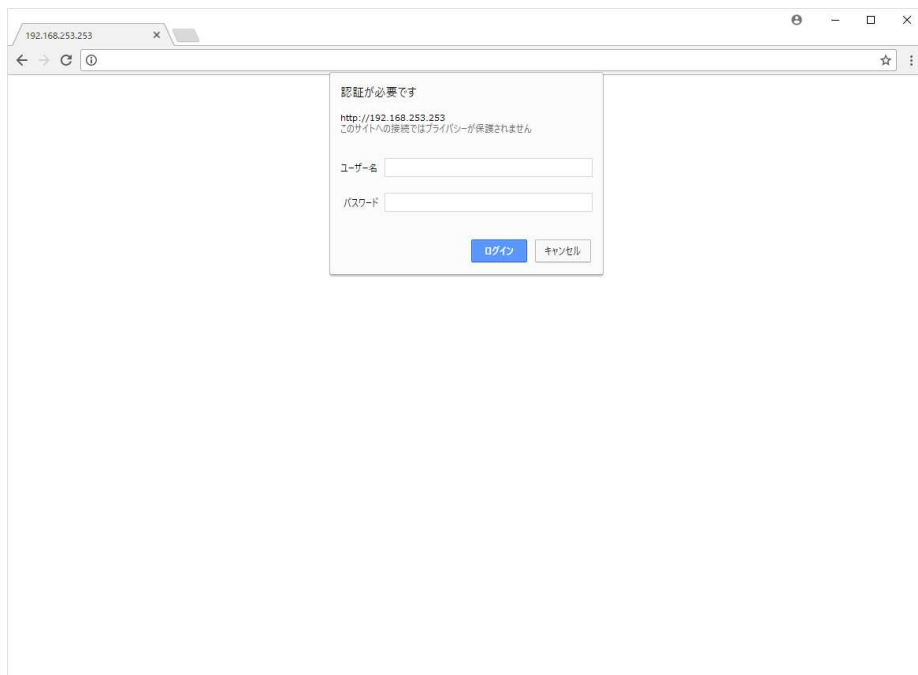 192.168.253.253
認証が必要です
http://192.168.253.253
このサイトへの接続ではプライバシーが保護されません
ユーザー名
パスワード
ログイン キャンセル